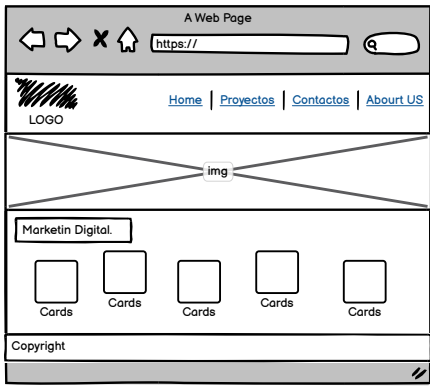 A Web Page
https://
LOGO
Home
Proyectos
Contactos
Abourt US
img
Marketin Digital.
Cards
Cards
Cards
Cards
Cards
Copyright